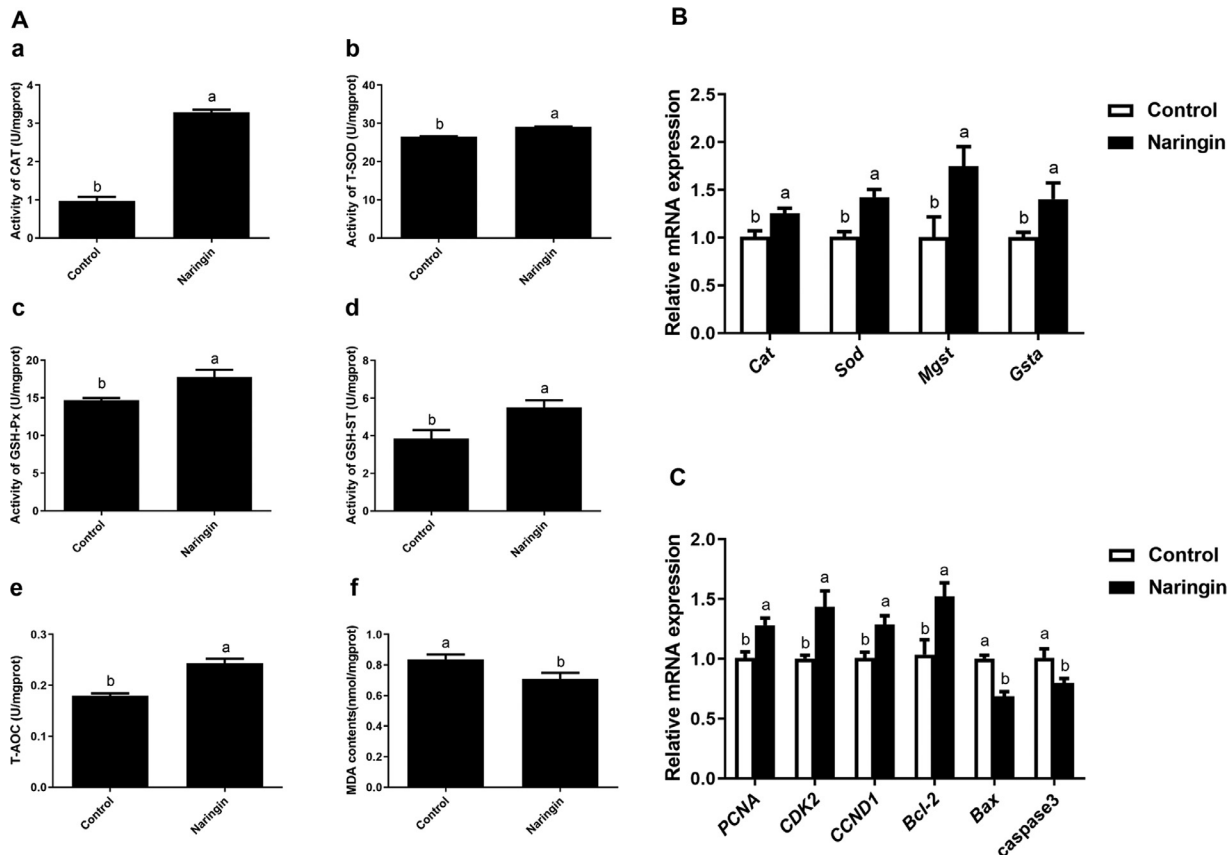 A
a
Activity of CAT (U/mgprot)
4
3
2
1
0
b
a
Control
Naringin
b
Activity of T-SOD (U/mgprot)
40
30
20
10
0
b
a
Control
Naringin
c
Activity of GSH-Px (U/mgprot)
20
15
10
5
0
b
a
Control
Naringin
d
Activity of GSH-ST (U/mgprot)
8
6
4
2
0
b
a
Control
Naringin
e
T-AOC (U/mgprot)
0.3
0.2
0.1
0.0
b
a
Control
Naringin
f
MDA contents(nmol/mgprot)
1.0
0.8
0.6
0.4
0.2
0.0
a
b
Control
Naringin
B
Relative mRNA expression
2.5
2.0
1.5
1.0
0.5
0.0
b
a
b
a
b
a
b
a
Cat
Sod
Mgst
Gsta
Control
Naringin
C
Relative mRNA expression
2.0
1.5
1.0
0.5
0.0
b
a
b
a
b
a
b
a
a
b
a
b
PCNA
CDK2
CCND1
Bcl-2
Bax
caspase3
Control
Naringin